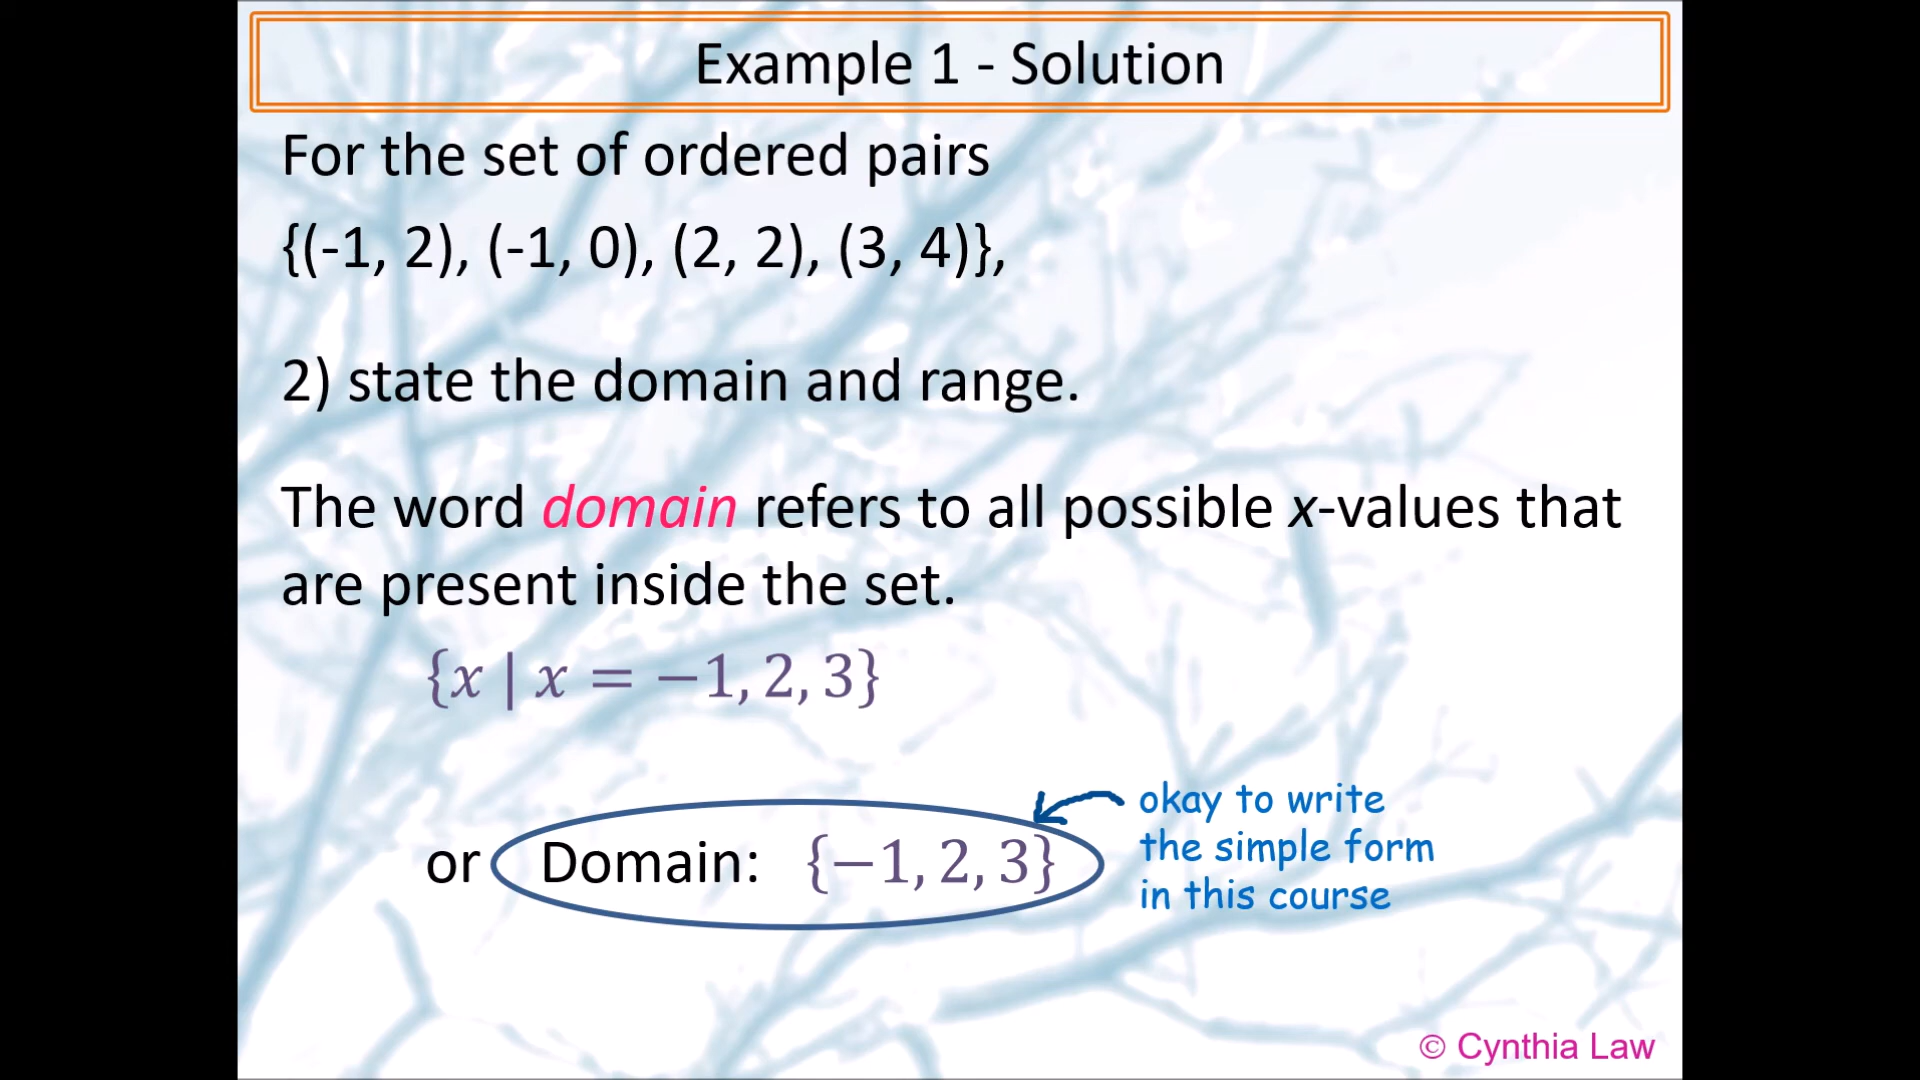 Example 1 - Solution
For the set of ordered pairs
{(-1, 2), (-1, 0), (2, 2), (3, 4)},
2) state the domain and range.
The word domain refers to all possible x-values that
are present inside the set.
{x | x = −1, 2, 3}
or Domain: {−1, 2, 3}
okay to write
the simple form
in this course
© Cynthia Law